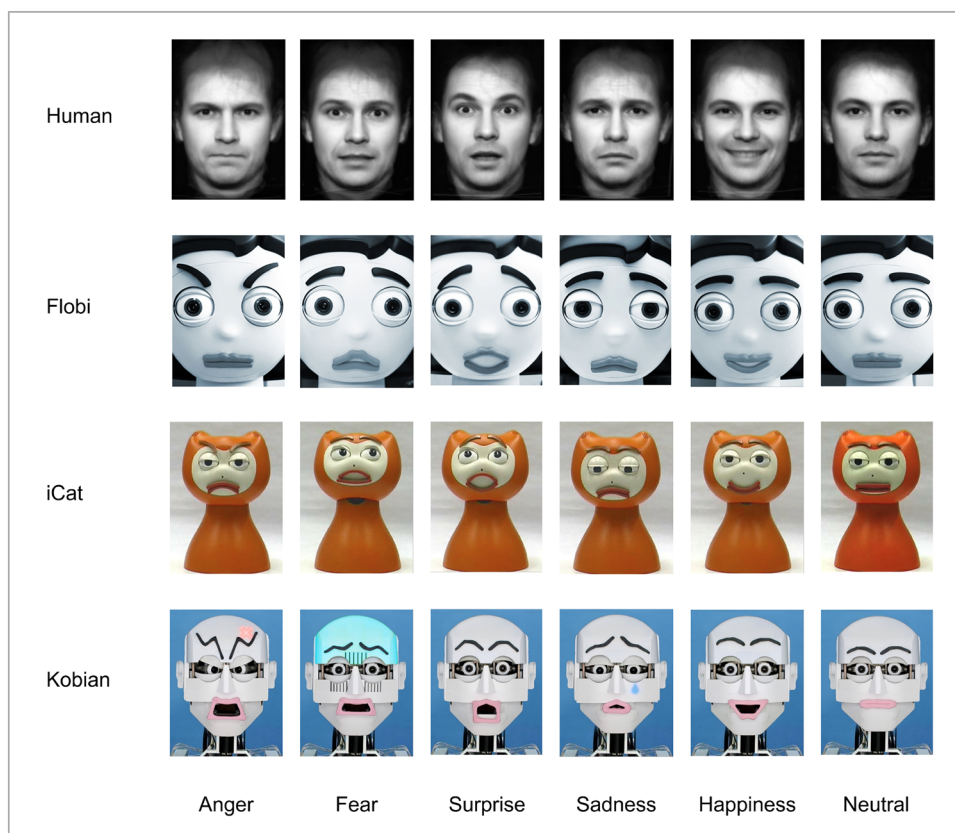 Human
Flobi
iCat
Kobian
Anger Fear Surprise Sadness Happiness Neutral